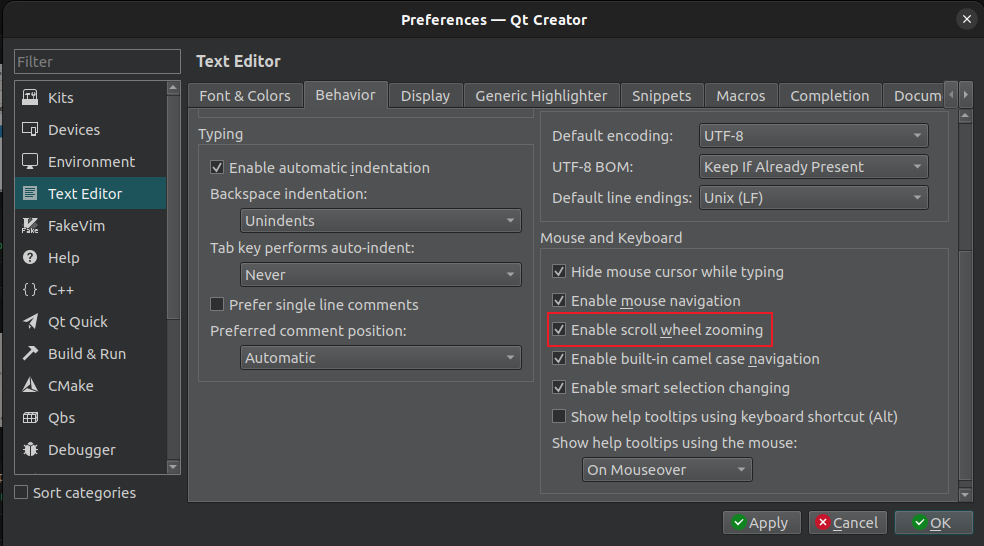 Preferences — Qt Creator
Filter
Kits
Devices
Environment
Text Editor
FakeVim
Help
C++
Qt Quick
Build & Run
CMake
Qbs
Debugger
Sort categories
Text Editor
Font & Colors
Behavior
Display
Generic Highlighter
Snippets
Macros
Completion
Docum
Typing
Enable automatic indentation
Backspace indentation:
Unindents
Tab key performs auto-indent:
Never
Prefer single line comments
Preferred comment position:
Automatic
Default encoding:
UTF-8
UTF-8 BOM:
Keep If Already Present
Default line endings:
Unix (LF)
Mouse and Keyboard
Hide mouse cursor while typing
Enable mouse navigation
Enable scroll wheel zooming
Enable built-in camel case navigation
Enable smart selection changing
Show help tooltips using keyboard shortcut (Alt)
Show help tooltips using the mouse:
On Mouseover
Apply
Cancel
OK